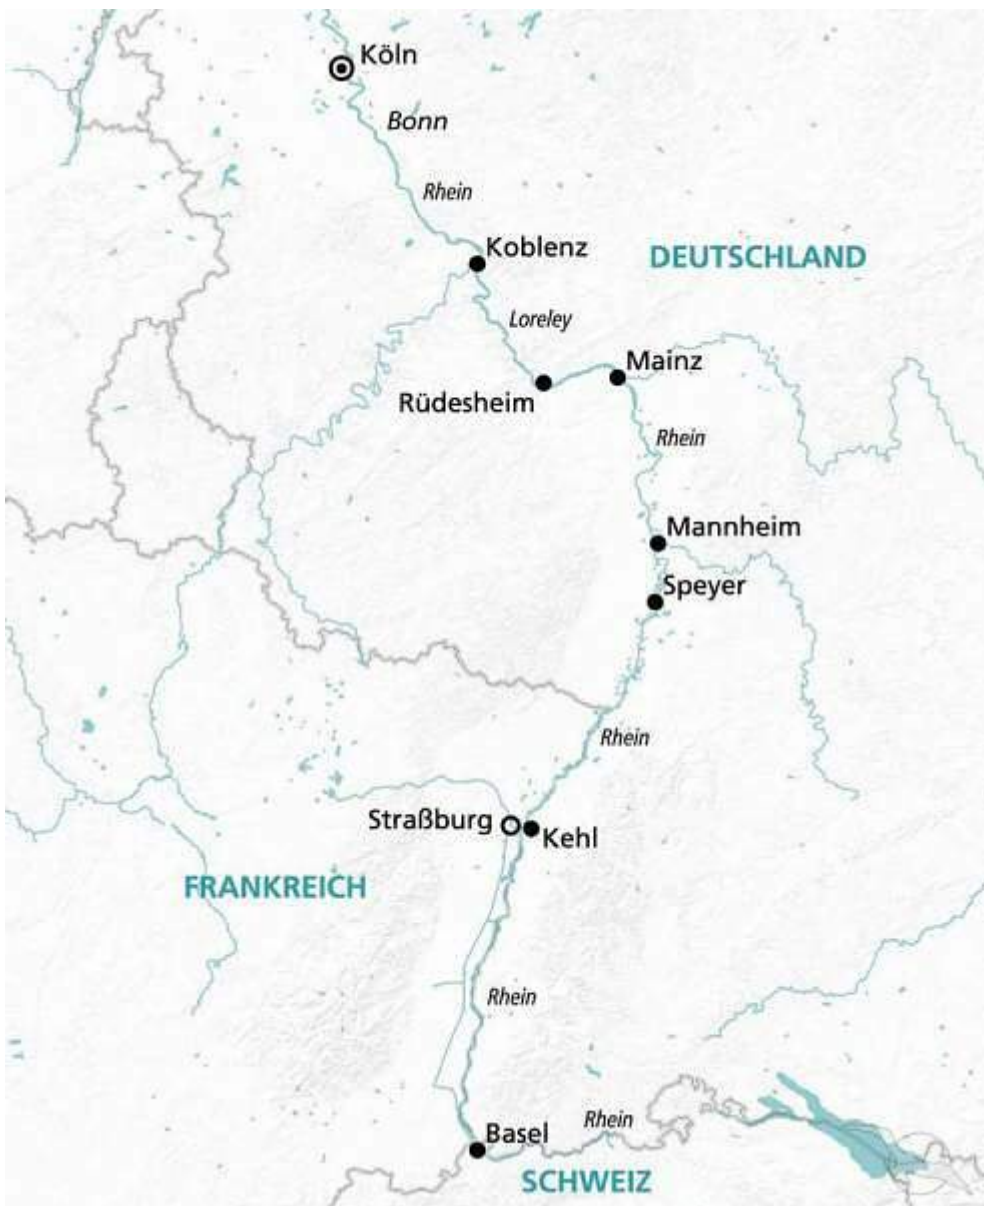 Köln
Bonn
Rhein
Koblenz
DEUTSCHLAND
Loreley
Mainz
Rüdesheim
Rhein
Mannheim
Speyer
Rhein
Straßburg
Kehl
FRANKREICH
Rhein
Rhein
Basel
SCHWEIZ